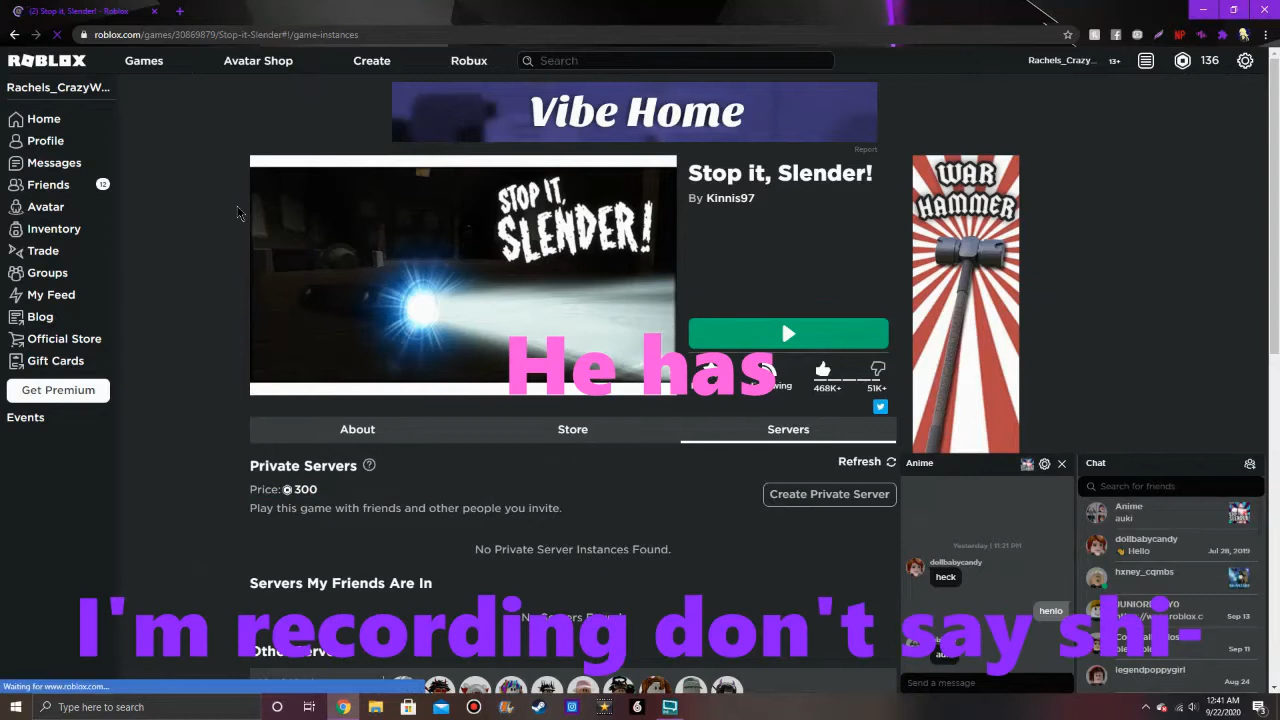 (2) Stop it, Slender! - Roblox
roblox.com/games/30869879/Stop-it-Slender#!/game-instances
ROBLOX Games Avatar Shop Create Robux Search Rachels_Crazy... 13+ 136
Rachels_CrazyW...
Home
Profile
Messages
Friends 12
Avatar
Inventory
Trade
Groups
My Feed
Blog
Official Store
Gift Cards
Get Premium
Events
Vibe Home
Report
STOP IT,
SLENDER!
Stop it, Slender!
By Kinnis97
468K+ 51K+
WAR
HAMMER
He has
About Store Servers
Private Servers
Refresh
Price: 300
Play this game with friends and other people you invite.
Create Private Server
No Private Server Instances Found.
Servers My Friends Are In
I'm recording don't say shi-
Anime
Yesterday | 11:21 PM
dollbabycandy
heck
henlo
Send a message
Chat
Search for friends
Anime
auki
dollbabycandy
Hello Jul 28, 2019
hxney_cqmbs
Sep 13
Sep 11
legendpoppygirl
Aug 24
Waiting for www.roblox.com...
Type here to search
12:41 AM
9/22/2020